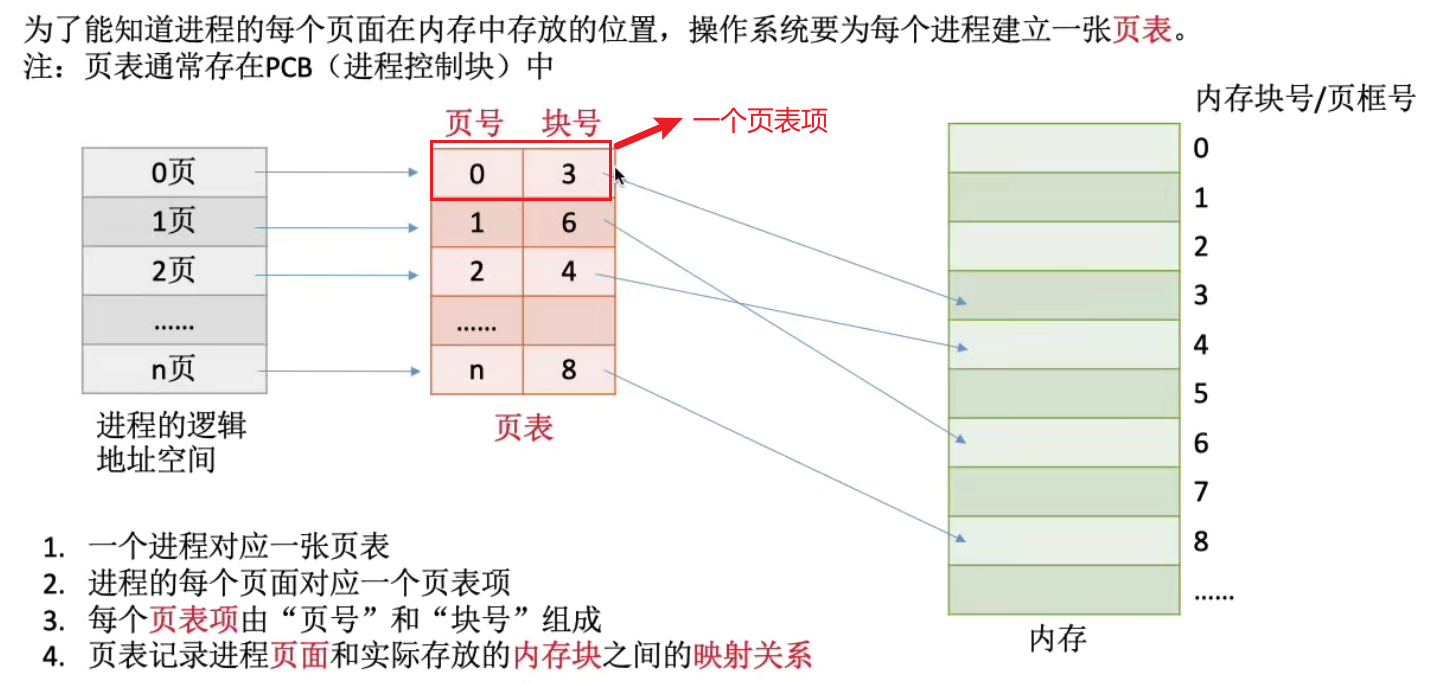 为了能知道进程的每个页面在内存中存放的位置，操作系统要为每个进程建立一张页表。
注：页表通常存在PCB（进程控制块）中
内存块号/页框号
页号 块号
一个页表项
0页
1页
2页
......
n页
进程的逻辑
地址空间
0 3
1 6
2 4
......
n 8
页表
0
1
2
3
4
5
6
7
8
......
内存
1. 一个进程对应一张页表
2. 进程的每个页面对应一个页表项
3. 每个页表项由“页号”和“块号”组成
4. 页表记录进程页面和实际存放的内存块之间的映射关系